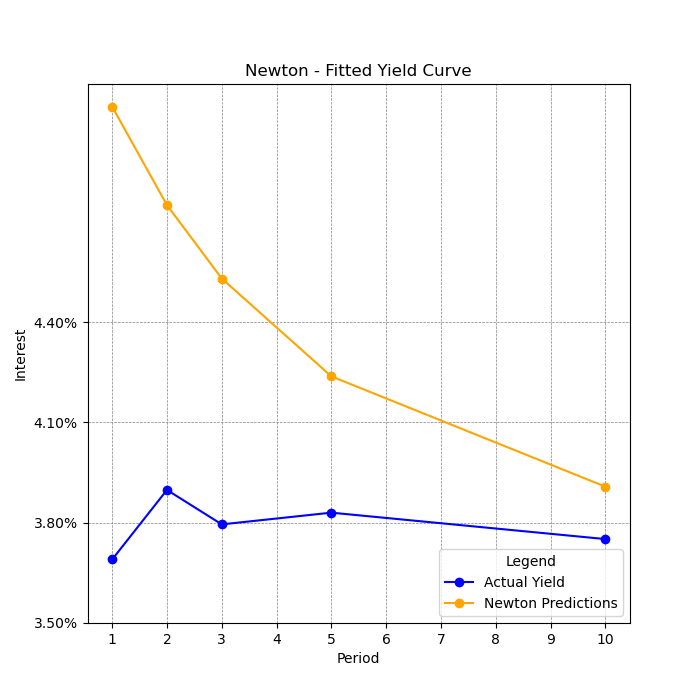 Newton - Fitted Yield Curve
Interest
4.40%
4.10%
3.80%
3.50%
1 2 3 4 5 6 7 8 9 10
Period
Legend
Actual Yield
Newton Predictions